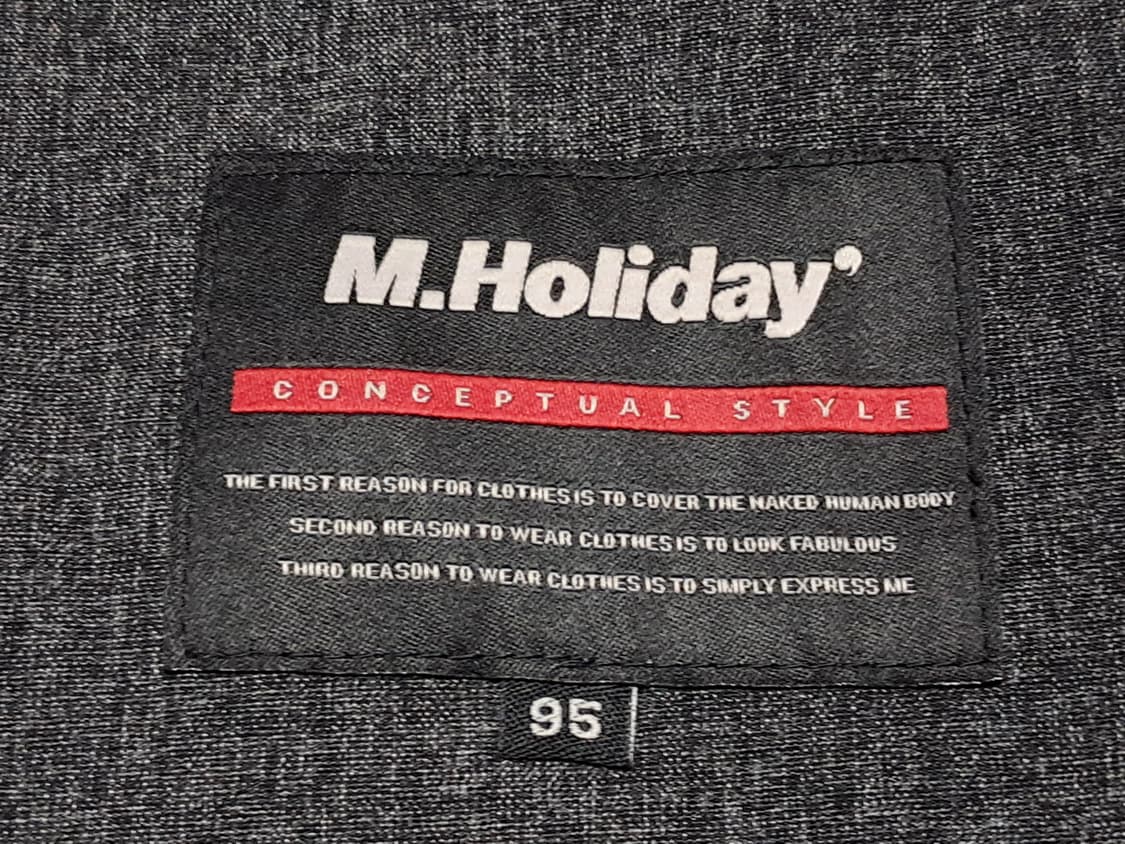 M.Holiday’
CONCEPTUAL STYLE
THE FIRST REASON FOR CLOTHES IS TO COVER THE NAKED HUMAN BODY
SECOND REASON TO WEAR CLOTHES IS TO LOOK FABULOUS
THIRD REASON TO WEAR CLOTHES IS TO SIMPLY EXPRESS ME
95